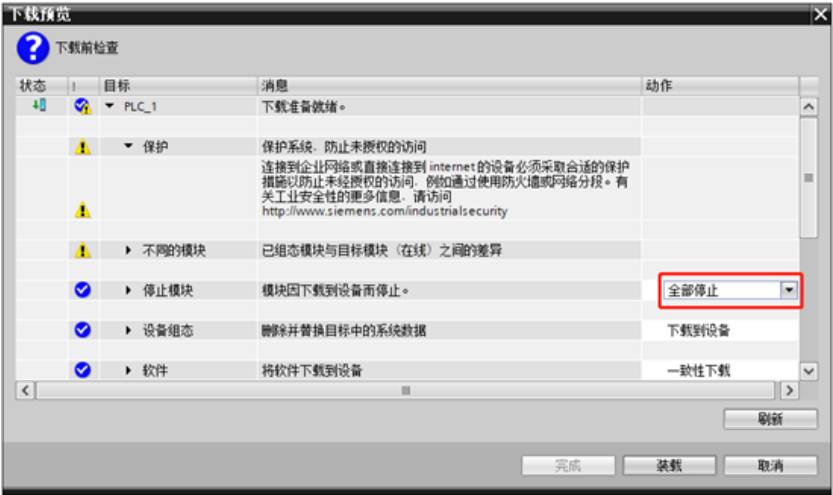 下载预览
下载前检查
状态 ! 目标 消息 动作
PLC_1 下载准备就绪。
保护 保护系统，防止未授权的访问
连接到企业网络或直接连接到 internet 的设备必须采取合适的保护
措施以防止未经授权的访问，例如通过使用防火墙或网络分段。有
关工业安全性的更多信息，请访问
http://www.siemens.com/industrialsecurity
不同的模块 已组态模块与目标模块（在线）之间的差异
停止模块 模块因下载到设备而停止。 全部停止
设备组态 删除并替换目标中的系统数据 下载到设备
软件 将软件下载到设备 一致性下载
刷新
完成 装载 取消